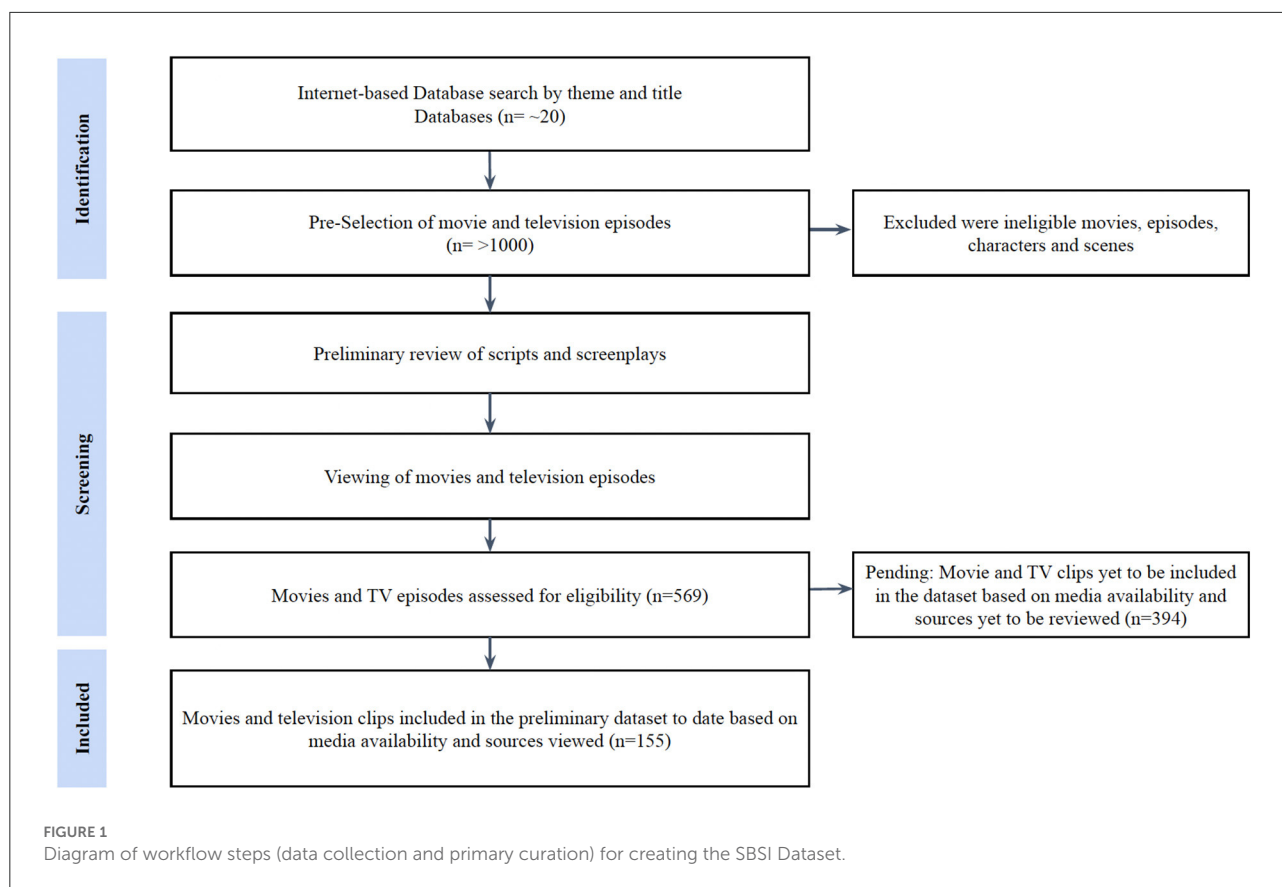 Identification
Internet-based Database search by theme and title
Databases (n= ~20)
Pre-Selection of movie and television episodes
(n= >1000)
Excluded were ineligible movies, episodes,
characters and scenes
Screening
Preliminary review of scripts and screenplays
Viewing of movies and television episodes
Movies and TV episodes assessed for eligibility (n=569)
Pending: Movie and TV clips yet to be included
in the dataset based on media availability and
sources yet to be reviewed (n=394)
Included
Movies and television clips included in the preliminary dataset to date based on
media availability and sources viewed (n=155)
FIGURE 1
Diagram of workflow steps (data collection and primary curation) for creating the SBSI Dataset.